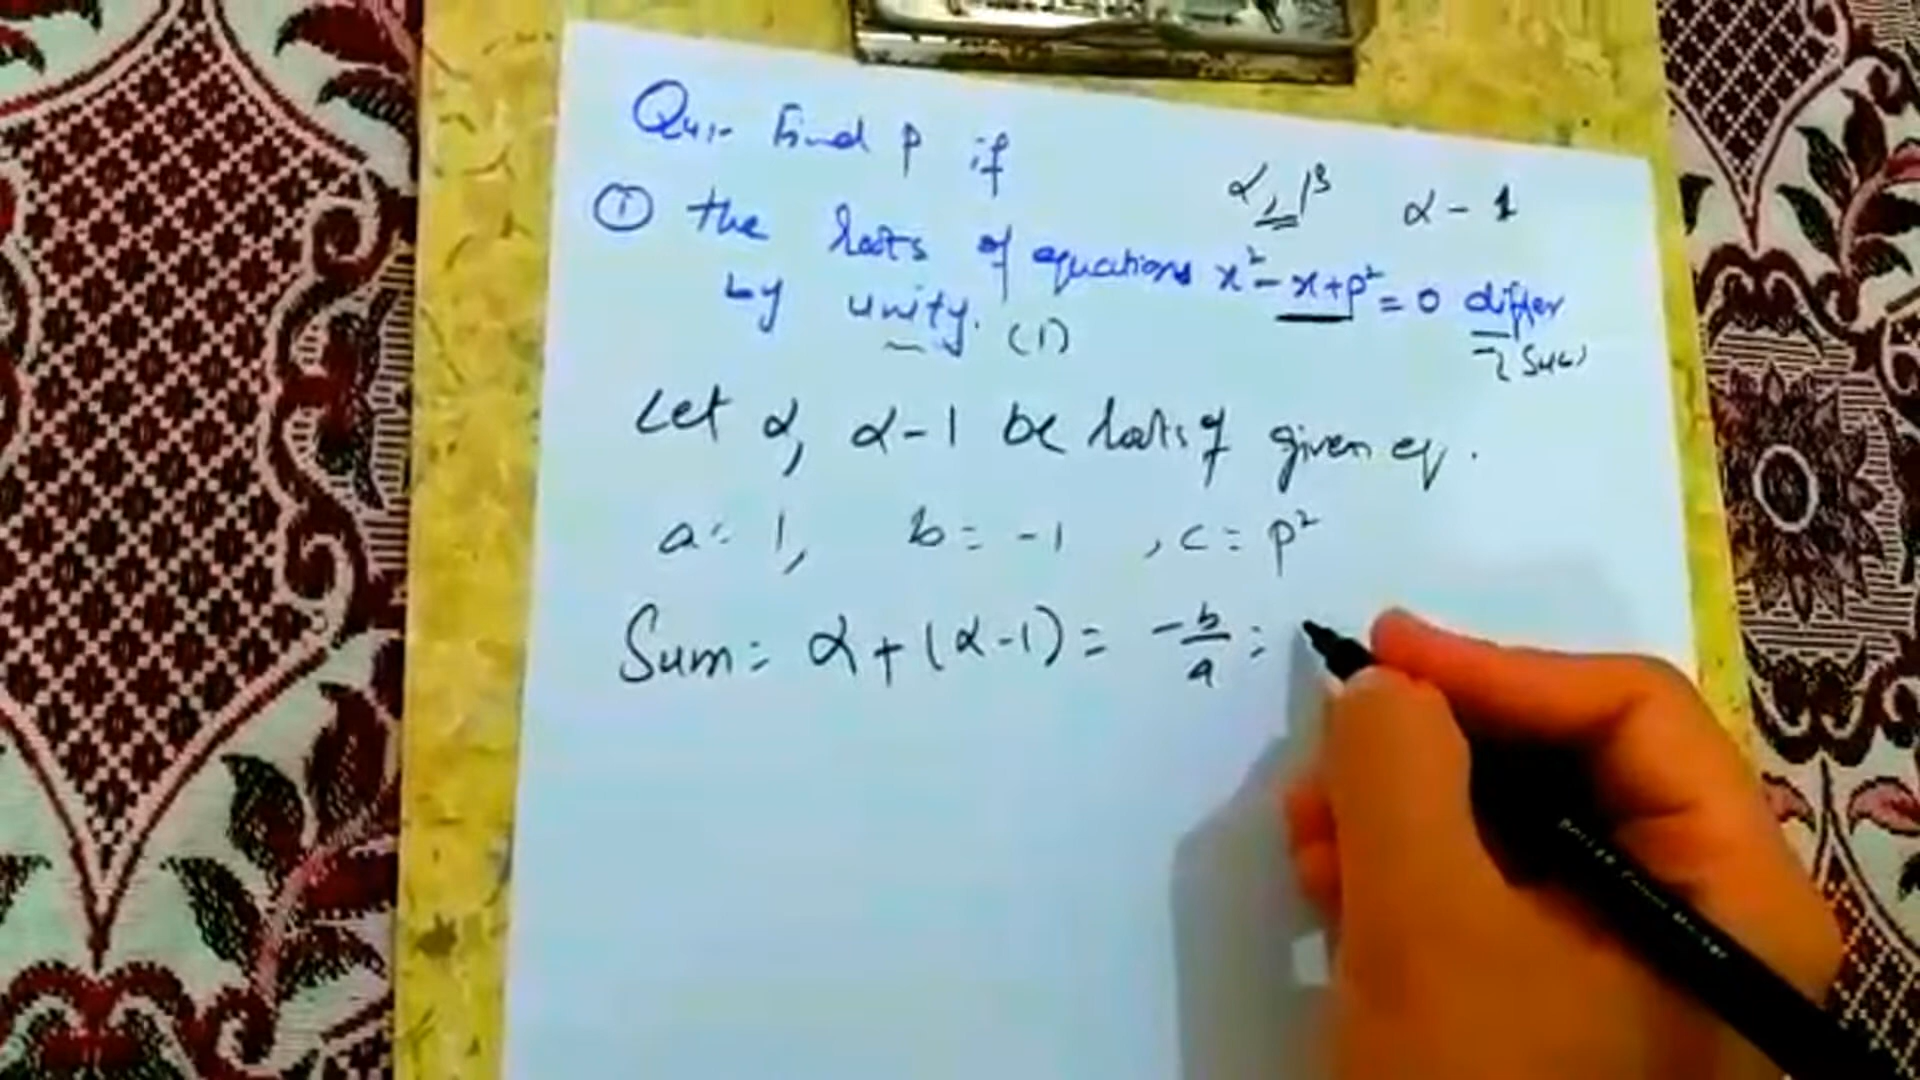 Qus. Find p if
α, β α - 1
① the roots of equations x² - x + p² = 0 differ
by unity. (1)
Let α, α-1 be roots of given eq.
a = 1, b = -1, c = p²
Sum = α + (α-1) = -b/a =